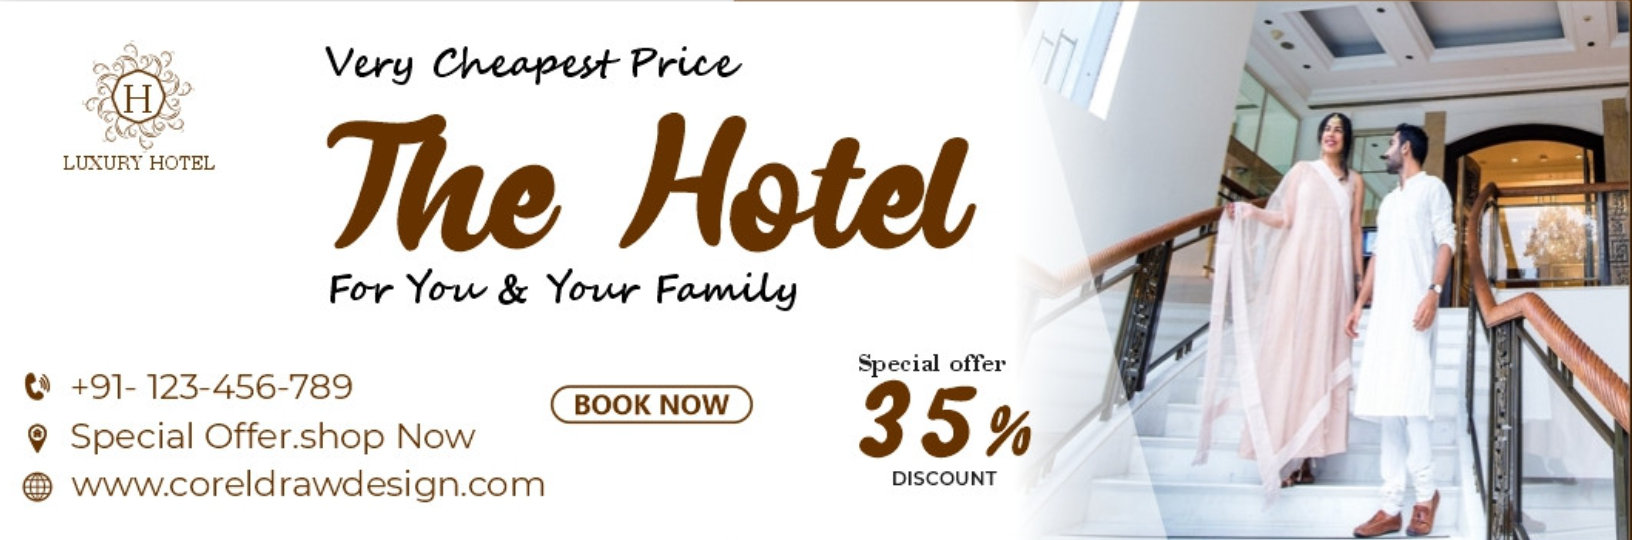 H
LUXURY HOTEL
Very Cheapest Price
The Hotel
For You & Your Family
+91- 123-456-789
Special Offer.shop Now
www.coreldrawdesign.com
BOOK NOW
Special offer
35%
DISCOUNT